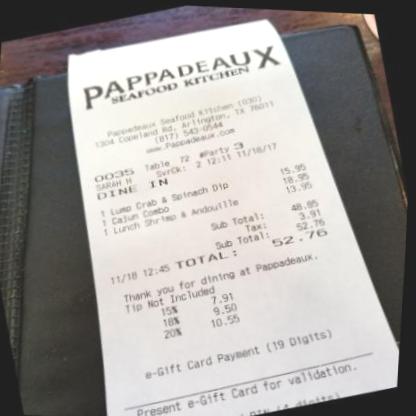 PAPPADEAUX
SEAFOOD KITCHEN
Pappadeaux Seafood Kitchen (030)
1304 Copeland Rd, Arlington, TX 76011
(817) 543-0544
www.Pappadeaux.com
0035 Table 72 #Party 3
SARAH H SvrCk: 2 12:11 11/18/17
DINE IN
1 Lump Crab & Spinach Dip 15.95
1 Cajun Combo 18.95
1 Lunch Shrimp & Andouille 13.95
Sub Total: 48.85
Tax: 3.91
Sub Total: 52.76
11/18 12:45 TOTAL: 52.76
Thank you for dining at Pappadeaux.
Tip Not Included
15% 7.91
18% 9.50
20% 10.55
e-Gift Card Payment (19 Digits)
Present e-Gift Card for validation.